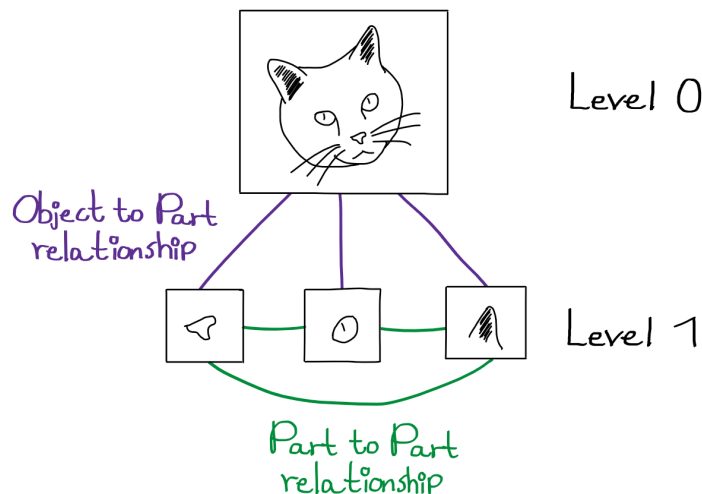 Level 0
Object to Part
relationship
Level 1
Part to Part
relationship